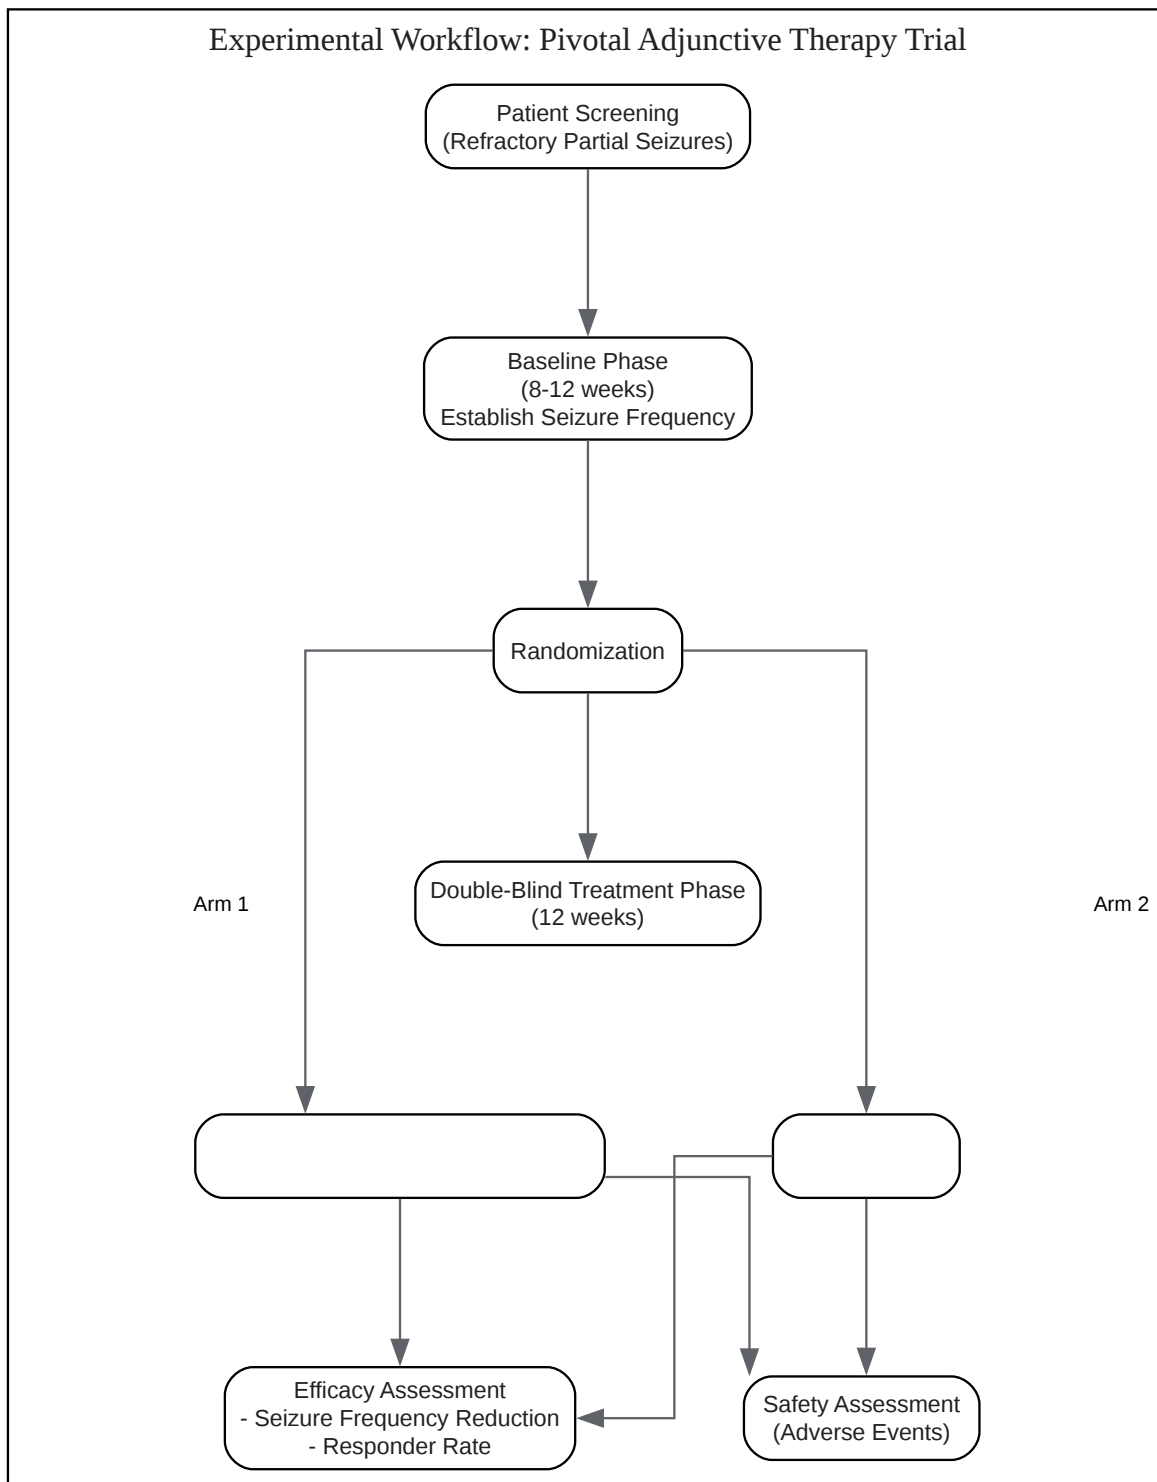 Experimental Workflow: Pivotal Adjunctive Therapy Trial
Patient Screening
(Refractory Partial Seizures)
Baseline Phase
(8-12 weeks)
Establish Seizure Frequency
Randomization
Double-Blind Treatment Phase
(12 weeks)
Arm 1
Arm 2
Efficacy Assessment
- Seizure Frequency Reduction
- Responder Rate
Safety Assessment
(Adverse Events)